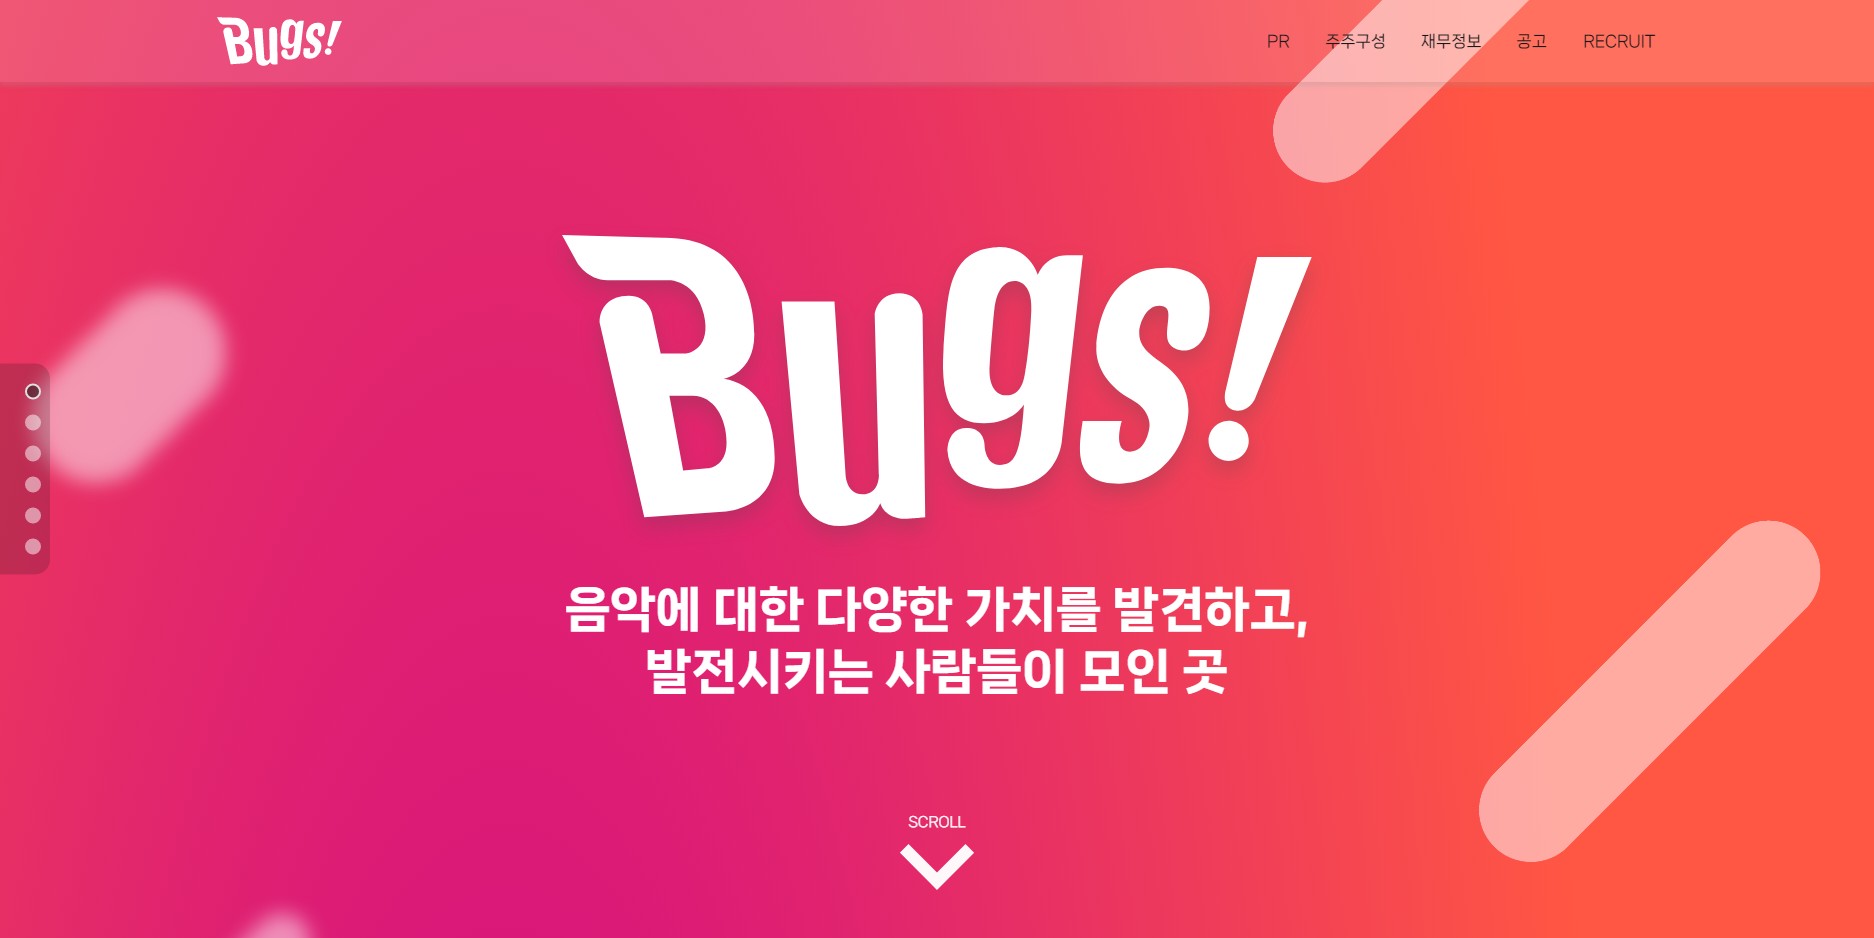 Bugs!
PR 주주구성 재무정보 공고 RECRUIT
Bugs!
음악에 대한 다양한 가치를 발견하고,
발전시키는 사람들이 모인 곳
SCROLL